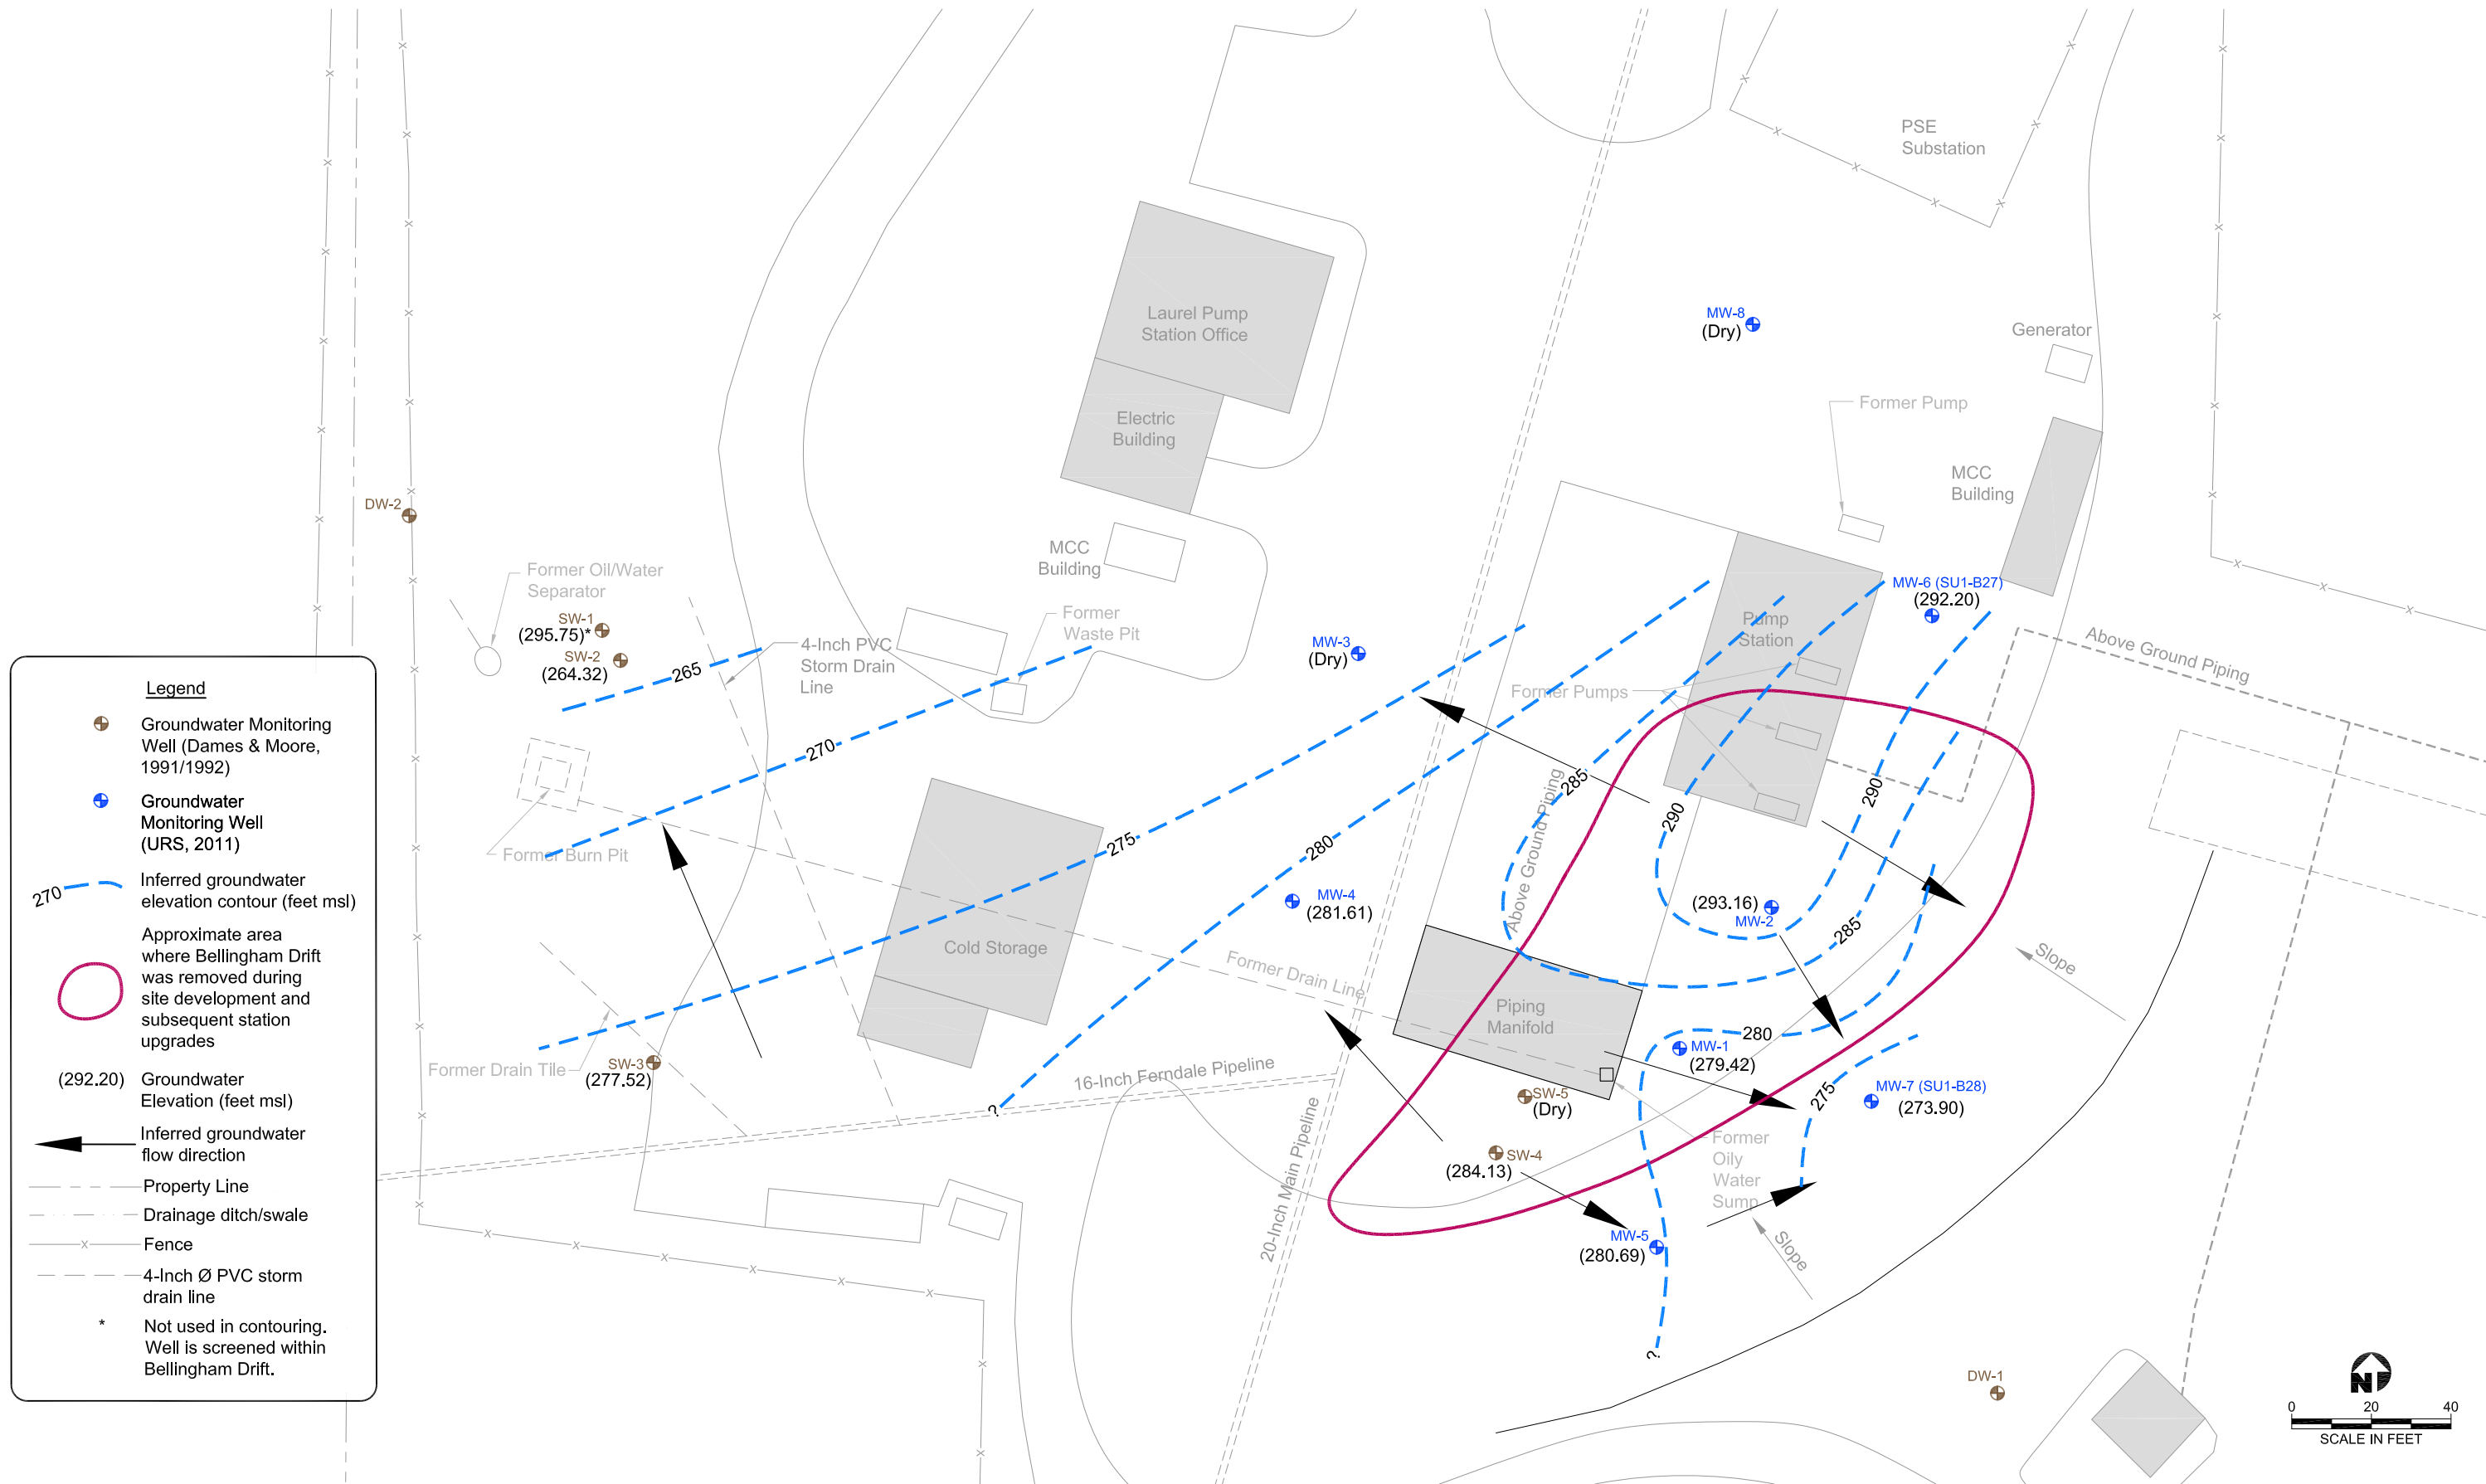 PSE
Substation
MW-8
(Dry)
Generator
Laurel Pump
Station Office
Former Pump
Electric
Building
MCC
Building
DW-2
MCC
Building
Former Oil/Water
Separator
SW-1
(295.75)*
SW-2
(264.32)
265
4-Inch PVC
Storm Drain
Line
Former
Waste Pit
MW-3
(Dry)
MW-6 (SU1-B27)
(292.20)
Pump
Station
Former Pumps
Above Ground Piping
270
285
290
290
Above Ground Piping
275
280
Former Burn Pit
MW-4
(281.61)
(293.16)
MW-2
285
Cold Storage
Former Drain Line
Slope
Piping
Manifold
280
MW-1
(279.42)
Former Drain Tile
SW-3
(277.52)
16-Inch Ferndale Pipeline
?
SW-5
(Dry)
275
MW-7 (SU1-B28)
(273.90)
20-Inch Main Pipeline
SW-4
(284.13)
Former
Oily
Water
Sump
MW-5
(280.69)
Slope
?
DW-1
N
0 20 40
SCALE IN FEET
Legend
Groundwater Monitoring
Well (Dames & Moore,
1991/1992)
Groundwater
Monitoring Well
(URS, 2011)
270
Inferred groundwater
elevation contour (feet msl)
Approximate area
where Bellingham Drift
was removed during
site development and
subsequent station
upgrades
(292.20) Groundwater
Elevation (feet msl)
Inferred groundwater
flow direction
Property Line
Drainage ditch/swale
x Fence
4-Inch Ø PVC storm
drain line
* Not used in contouring.
Well is screened within
Bellingham Drift.